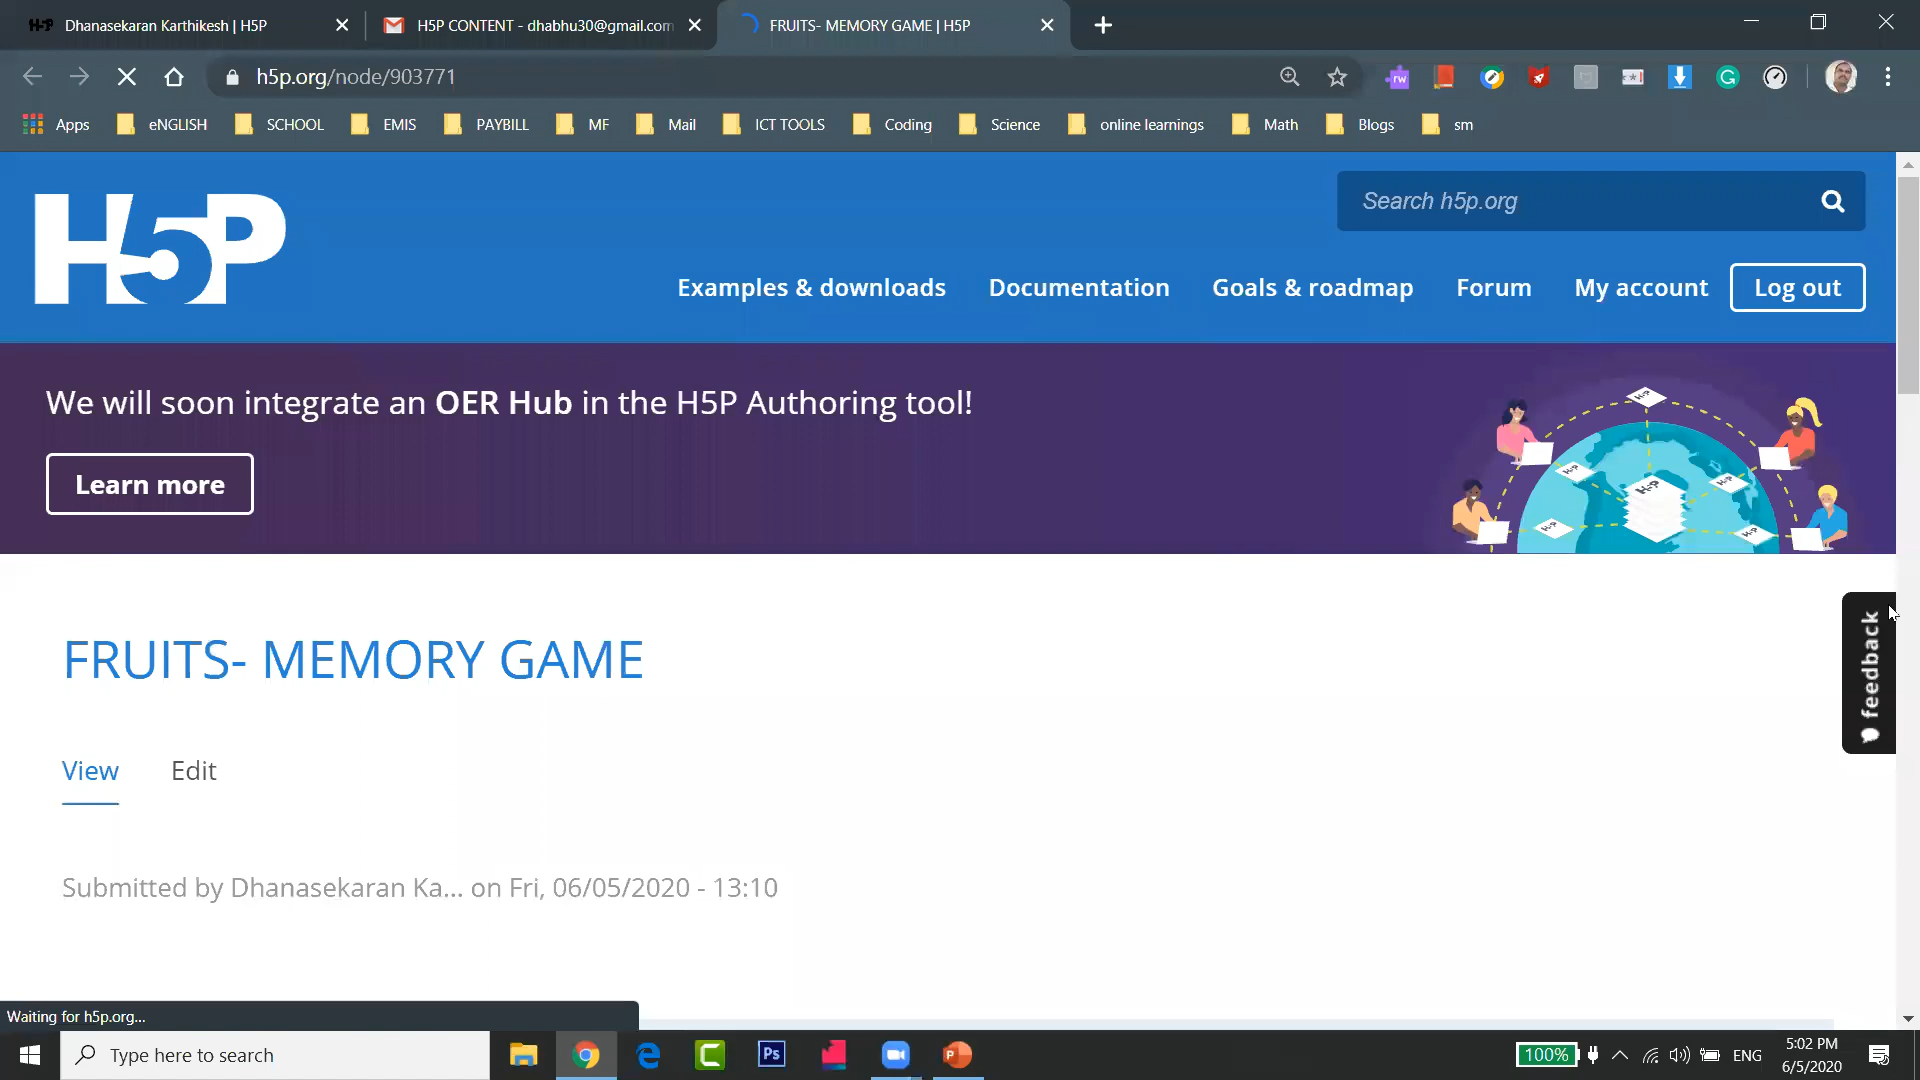 Dhanasekaran Karthikesh | H5P
H5P CONTENT - dhabhu30@gmail.com
FRUITS- MEMORY GAME | H5P
h5p.org/node/903771
Apps
eNGLISH
SCHOOL
EMIS
PAYBILL
MF
Mail
ICT TOOLS
Coding
Science
online learnings
Math
Blogs
sm
H5P
Search h5p.org
Examples & downloads
Documentation
Goals & roadmap
Forum
My account
Log out
We will soon integrate an OER Hub in the H5P Authoring tool!
Learn more
feedback
FRUITS- MEMORY GAME
View
Edit
Submitted by Dhanasekaran Ka... on Fri, 06/05/2020 - 13:10
Waiting for h5p.org...
Type here to search
Ps
100%
ENG
5:02 PM
6/5/2020